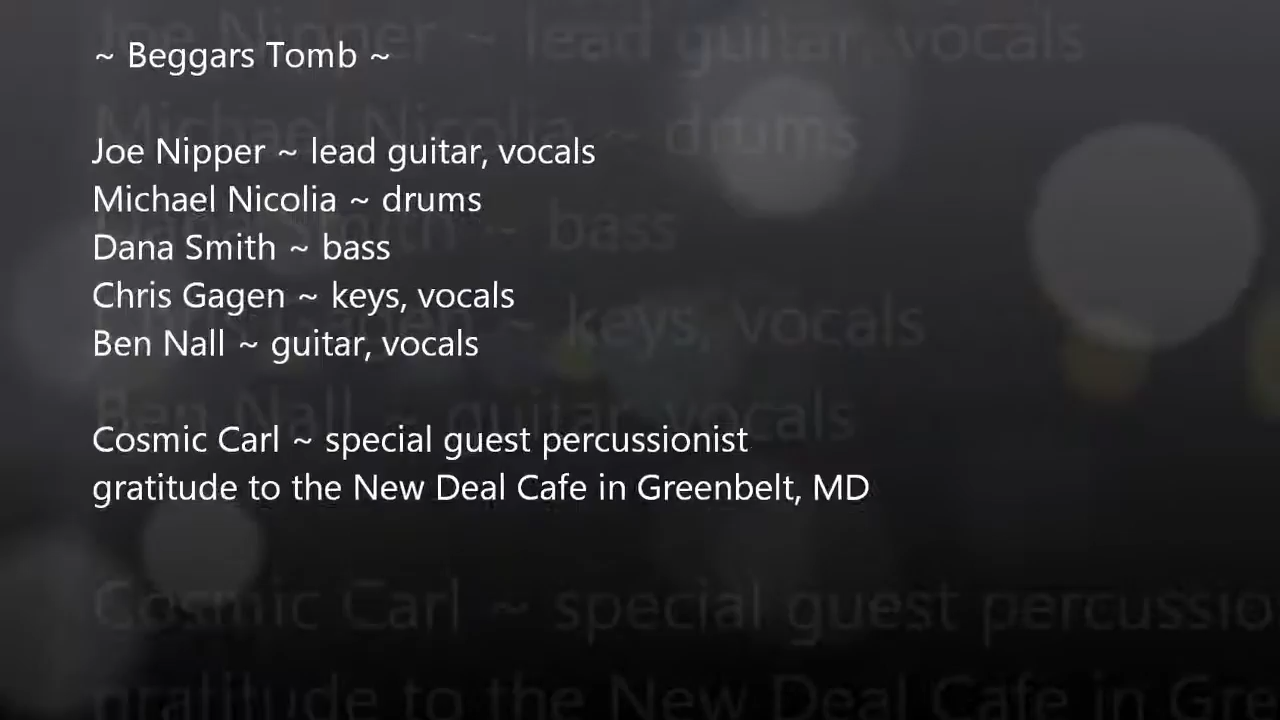 ~ Beggars Tomb ~
Joe Nipper ~ lead guitar, vocals
Michael Nicolia ~ drums
Dana Smith ~ bass
Chris Gagen ~ keys, vocals
Ben Nall ~ guitar, vocals
Cosmic Carl ~ special guest percussionist
gratitude to the New Deal Cafe in Greenbelt, MD